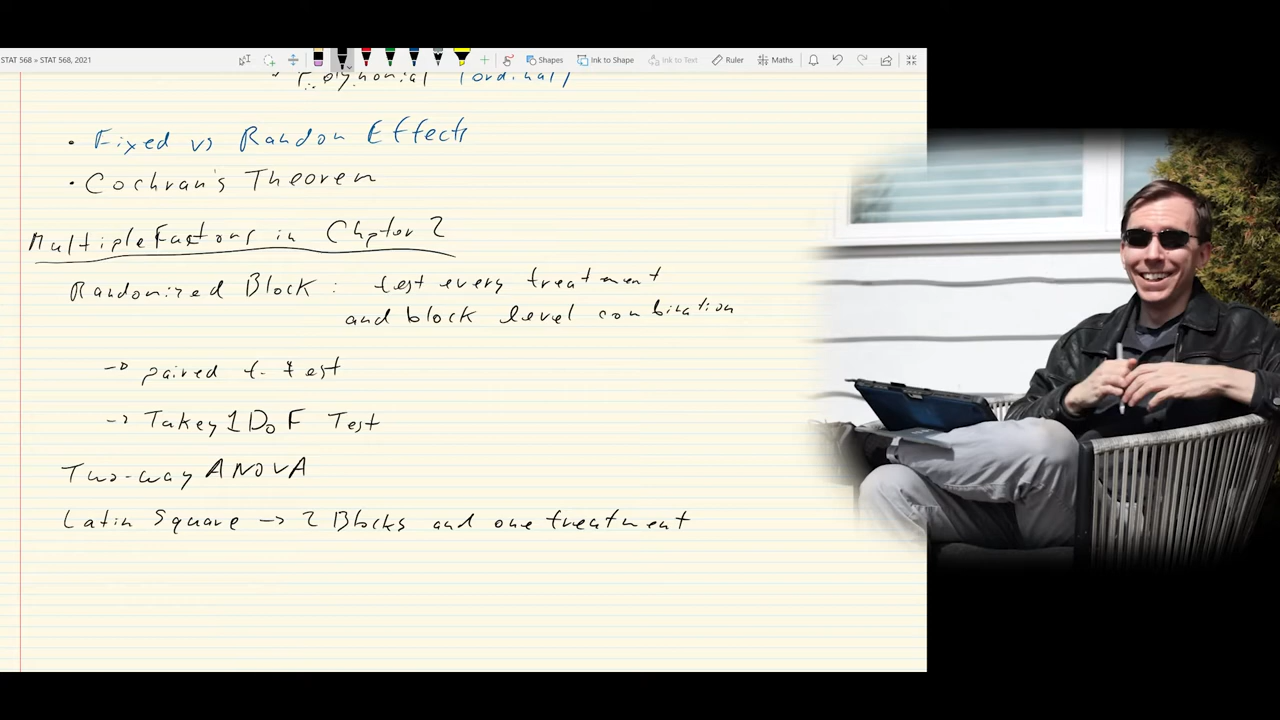 STAT 568 » STAT 568, 2021
Shapes
Ink to Shape
Ink to Text
Ruler
Maths
Polynomial (ordinal)
• Fixed vs Random Effects
• Cochran's Theorem
Multiple Factors in Chpter 2
Randomized Block : test every treatment
and block level combination
→ paired t-test
→ Tukey 1 DoF Test
Two-way ANOVA
Latin Square → 2 Blocks and one treatment